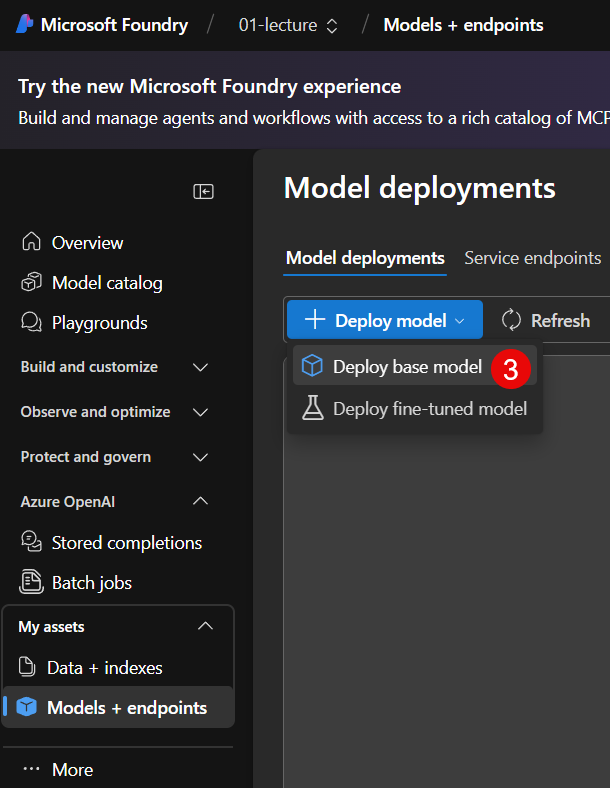 Microsoft Foundry / 01-lecture / Models + endpoints
Try the new Microsoft Foundry experience
Build and manage agents and workflows with access to a rich catalog of MCP
Model deployments
Overview
Model catalog
Playgrounds
Build and customize
Observe and optimize
Protect and govern
Azure OpenAI
Stored completions
Batch jobs
My assets
Data + indexes
Models + endpoints
More
Model deployments Service endpoints
Deploy model Refresh
Deploy base model 3
Deploy fine-tuned model